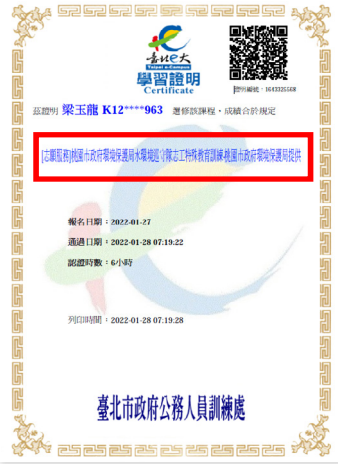 臺北e大
Taipei e-Campus
學習證明
Certificate
證明編號：1643325568
茲證明 梁玉龍 K12****963 選修該課程，成績合於規定
[志願服務]桃園市政府環境保護局水環境巡守隊志工特殊教育訓練-桃園市政府環境保護局提供
報名日期：2022-01-27
通過日期：2022-01-28 07:19:22
認證時數：6小時
列印時間：2022-01-28 07:19:28
臺北市政府公務人員訓練處